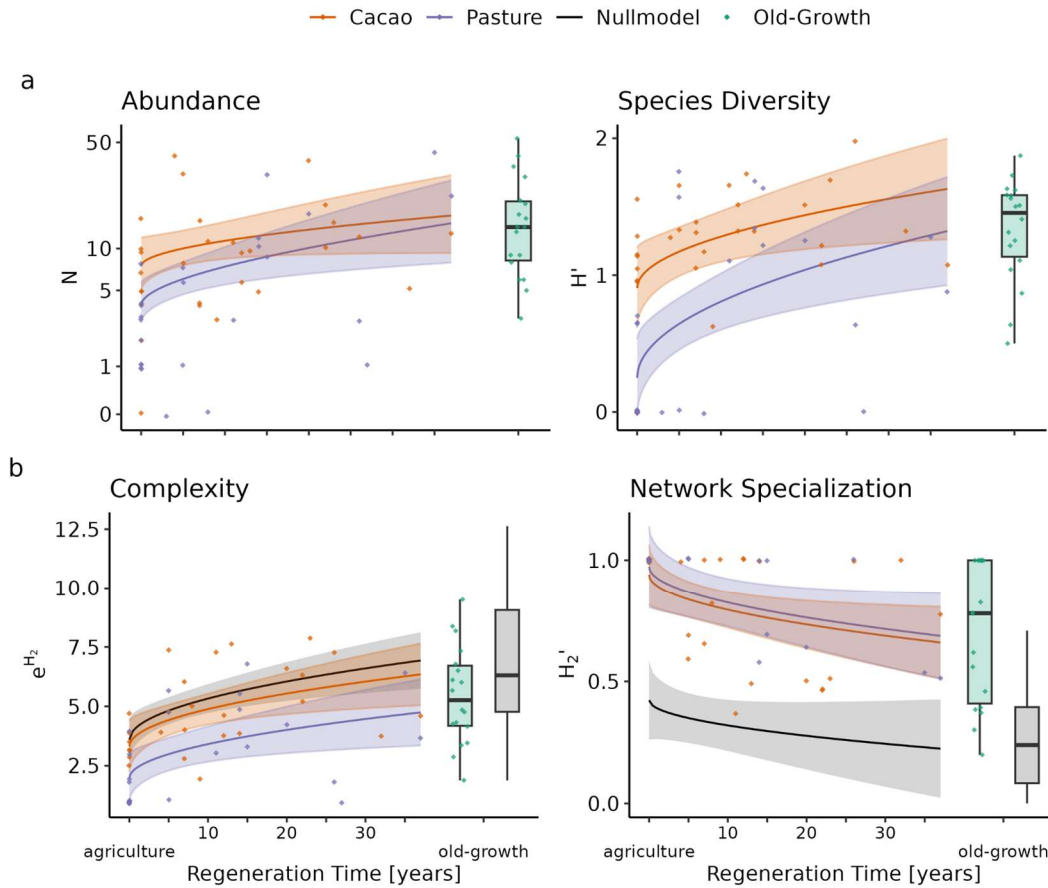 Cacao Pasture Nullmodel Old-Growth
a
Abundance
Species Diversity
50
10
5
1
0
N
2
1
0
H'
b
Complexity
Network Specialization
12.5
10.0
7.5
5.0
2.5
e^H₂
1.0
0.5
0.0
H₂'
10 20 30
agriculture old-growth
Regeneration Time [years]
10 20 30
agriculture old-growth
Regeneration Time [years]